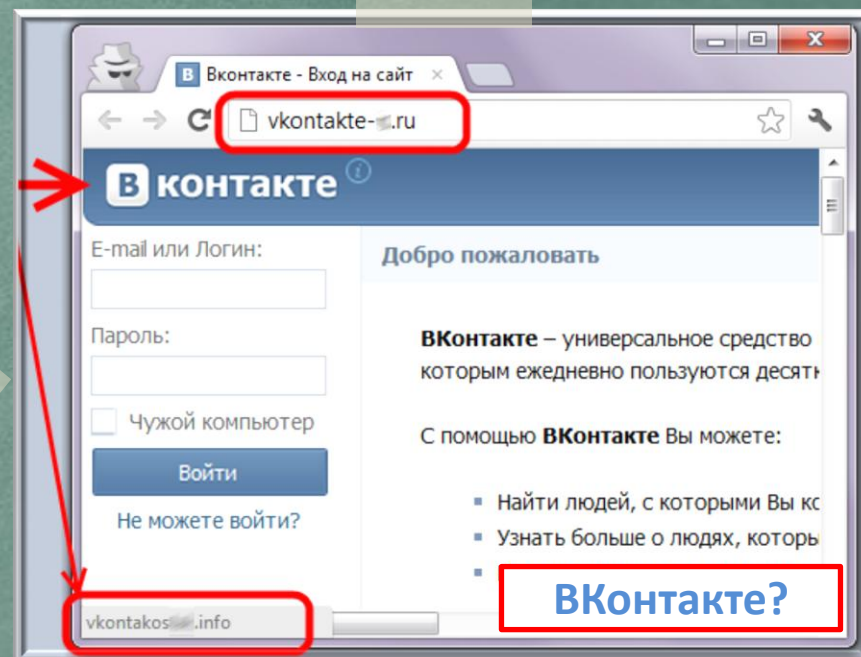 Вконтакте - Вход на сайт
vkontakte-.ru
В контакте
E-mail или Логин:
Пароль:
Чужой компьютер
Войти
Не можете войти?
Добро пожаловать
ВКонтакте – универсальное средство
которым ежедневно пользуются десятк
С помощью ВКонтакте Вы можете:
Найти людей, с которыми Вы
Узнать больше о людях, которы
vkontakos.info
ВКонтакте?